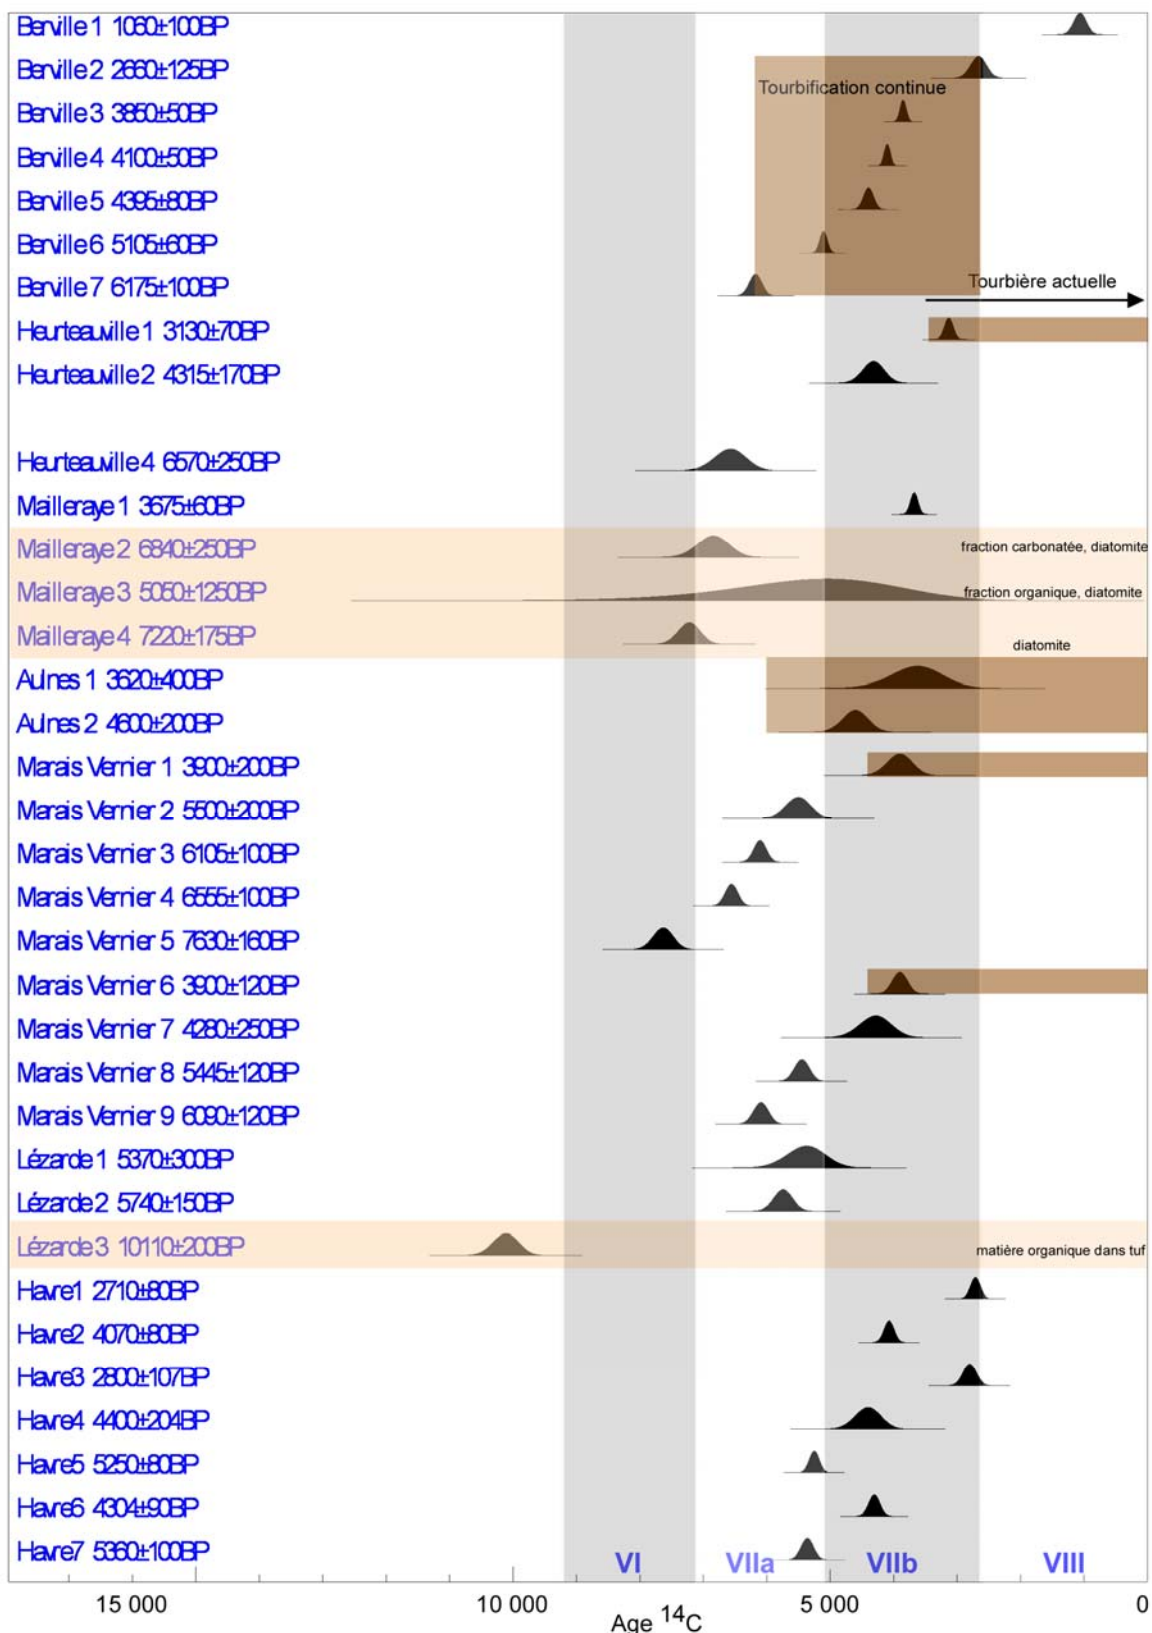 Berville 1 1060±100BP
Berville 2 2660±125BP
Tourbification continue
Berville 3 3850±50BP
Berville 4 4100±50BP
Berville 5 4395±80BP
Berville 6 5105±60BP
Berville 7 6175±100BP
Tourbière actuelle
Heurteauville 1 3130±70BP
Heurteauville 2 4315±170BP
Heurteauville 4 6570±250BP
Mailleraye 1 3675±60BP
Mailleraye 2 6840±250BP
fraction carbonatée, diatomite
Mailleraye 3 5050±1250BP
fraction organique, diatomite
Mailleraye 4 7220±175BP
diatomite
Aulnes 1 3620±400BP
Aulnes 2 4600±200BP
Marais Vernier 1 3900±200BP
Marais Vernier 2 5500±200BP
Marais Vernier 3 6105±100BP
Marais Vernier 4 6555±100BP
Marais Vernier 5 7630±160BP
Marais Vernier 6 3900±120BP
Marais Vernier 7 4280±250BP
Marais Vernier 8 5445±120BP
Marais Vernier 9 6090±120BP
Lézarde 1 5370±300BP
Lézarde 2 5740±150BP
Lézarde 3 10110±200BP
matière organique dans tuf
Havre1 2710±80BP
Havre2 4070±80BP
Havre3 2800±107BP
Havre4 4400±204BP
Havre5 5250±80BP
Havre6 4304±90BP
Havre7 5360±100BP
VI VIIa VIIb VIII
15 000 10 000 5 000 0
Age ¹⁴C